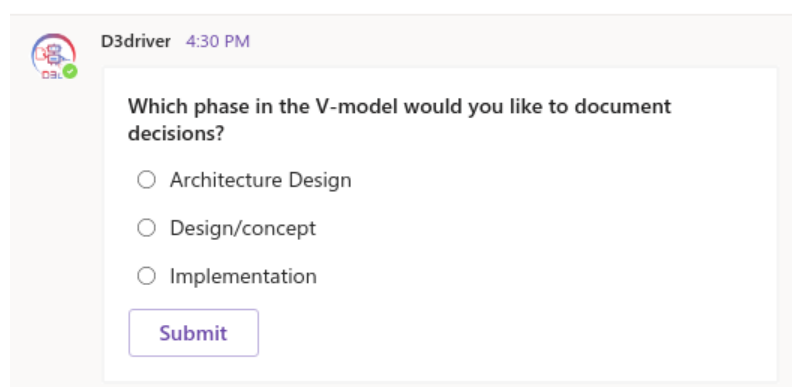 D3driver 4:30 PM
Which phase in the V-model would you like to document
decisions?
Architecture Design
Design/concept
Implementation
Submit